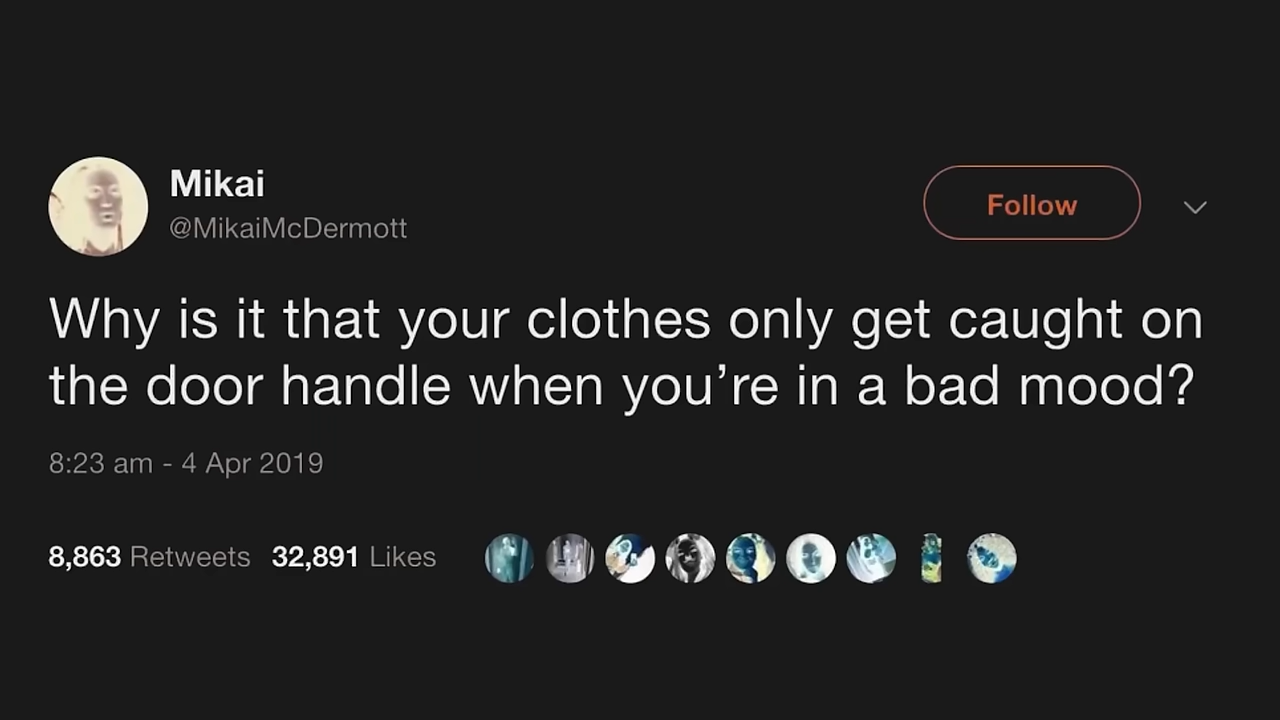 Mikai
@MikaiMcDermott
Follow
Why is it that your clothes only get caught on
the door handle when you’re in a bad mood?
8:23 am - 4 Apr 2019
8,863 Retweets 32,891 Likes